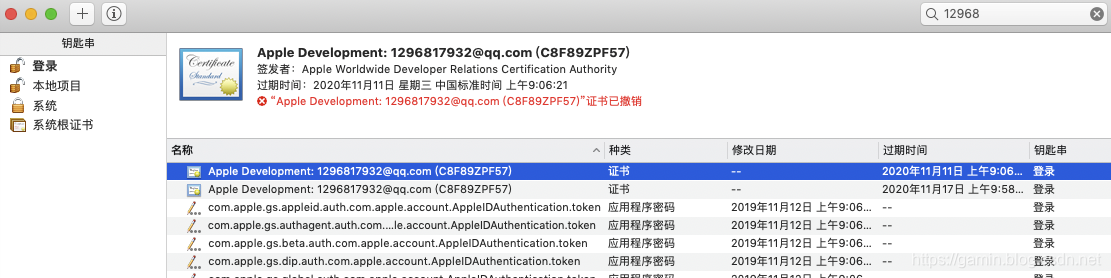 12968
钥匙串
登录
本地项目
系统
系统根证书
Certificate
Standard
Apple Development: 1296817932@qq.com (C8F89ZPF57)
签发者：Apple Worldwide Developer Relations Certification Authority
过期时间：2020年11月11日 星期三 中国标准时间 上午9:06:21
“Apple Development: 1296817932@qq.com (C8F89ZPF57)”证书已撤销
名称 种类 修改日期 过期时间 钥匙串
Apple Development: 1296817932@qq.com (C8F89ZPF57) 证书 -- 2020年11月11日 上午9:06... 登录
Apple Development: 1296817932@qq.com (C8F89ZPF57) 证书 -- 2020年11月17日 上午9:58... 登录
com.apple.gs.appleid.auth.com.apple.account.AppleIDAuthentication.token 应用程序密码 2019年11月12日 上午9:06... -- 登录
com.apple.gs.authagent.auth.com....le.account.AppleIDAuthentication.token 应用程序密码 2019年11月12日 上午9:06... -- 登录
com.apple.gs.beta.auth.com.apple.account.AppleIDAuthentication.token 应用程序密码 2019年11月12日 上午9:06... -- 登录
com.apple.gs.dip.auth.com.apple.account.AppleIDAuthentication.token 应用程序密码 2019年11月12日 上午9:06... -- 登录